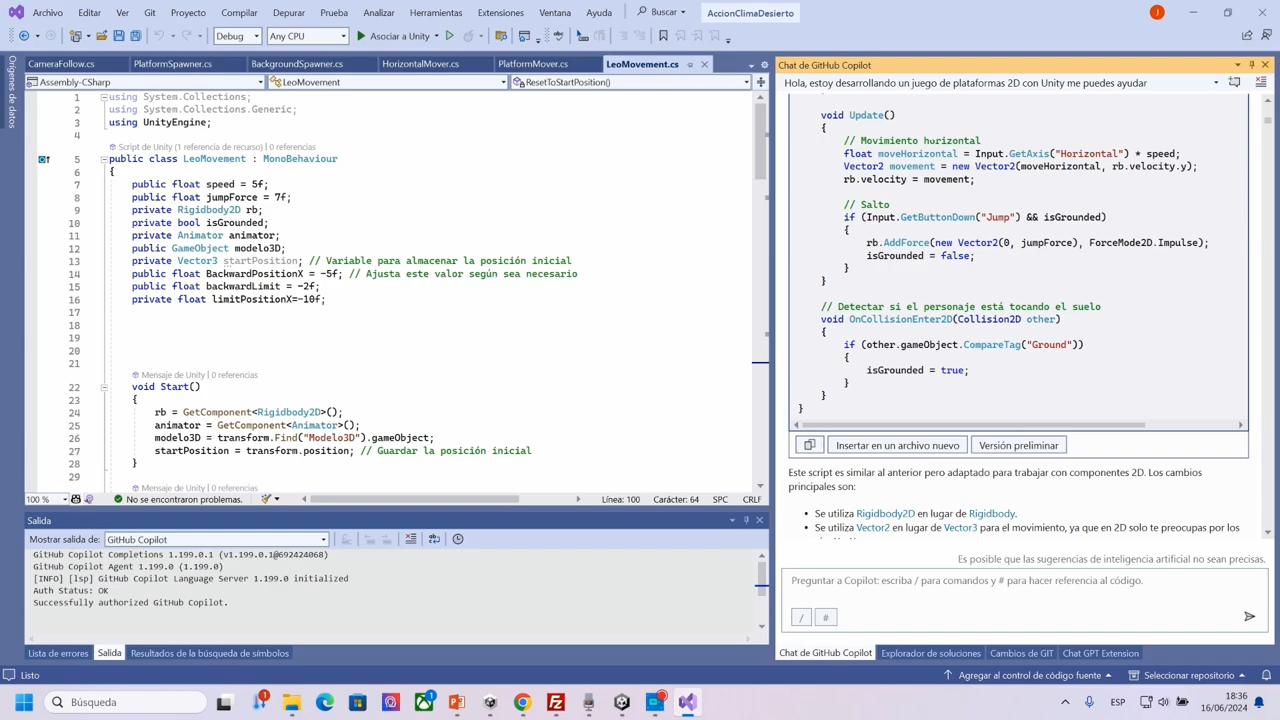 Archivo Editar Ver Git Proyecto Compilar Depurar Prueba Analizar Herramientas Extensiones Ventana Ayuda Buscar AccionClimaDesierto J
Debug Any CPU Asociar a Unity
CameraFollow.cs PlatformSpawner.cs BackgroundSpawner.cs HorizontalMover.cs PlatformMover.cs LeoMovement.cs
Assembly-CSharp LeoMovement ResetToStartPosition()
Orígenes de datos
1 using System.Collections;
2 using System.Collections.Generic;
3 using UnityEngine;
4
Script de Unity (1 referencia de recurso) | 0 referencias
5 public class LeoMovement : MonoBehaviour
6 {
7 public float speed = 5f;
8 public float jumpForce = 7f;
9 private Rigidbody2D rb;
10 private bool isGrounded;
11 private Animator animator;
12 public GameObject modelo3D;
13 private Vector3 startPosition; // Variable para almacenar la posición inicial
14 public float BackwardPositionX = -5f; // Ajusta este valor según sea necesario
15 public float backwardLimit = -2f;
16 private float limitPositionX=-10f;
17
18
19
20
21
Mensaje de Unity | 0 referencias
22 void Start()
23 {
24 rb = GetComponent<Rigidbody2D>();
25 animator = GetComponent<Animator>();
26 modelo3D = transform.Find("Modelo3D").gameObject;
27 startPosition = transform.position; // Guardar la posición inicial
28 }
29
Mensaje de Unity | 0 referencias
100 % No se encontraron problemas. Línea: 100 Carácter: 64 SPC CRLF
Salida
Mostrar salida de: GitHub Copilot
GitHub Copilot Completions 1.199.0.1 (v1.199.0.1@692424068)
GitHub Copilot Agent 1.199.0 (1.199.0)
[INFO] [lsp] GitHub Copilot Language Server 1.199.0 initialized
Auth Status: OK
Successfully authorized GitHub Copilot.
Lista de errores Salida Resultados de la búsqueda de símbolos
Chat de GitHub Copilot
Hola, estoy desarrollando un juego de plataformas 2D con Unity me puedes ayudar
void Update()
{
// Movimiento horizontal
float moveHorizontal = Input.GetAxis("Horizontal") * speed;
Vector2 movement = new Vector2(moveHorizontal, rb.velocity.y);
rb.velocity = movement;
// Salto
if (Input.GetButtonDown("Jump") && isGrounded)
{
rb.AddForce(new Vector2(0, jumpForce), ForceMode2D.Impulse);
isGrounded = false;
}
}
// Detectar si el personaje está tocando el suelo
void OnCollisionEnter2D(Collision2D other)
{
if (other.gameObject.CompareTag("Ground"))
{
isGrounded = true;
}
}
}
Insertar en un archivo nuevo Versión preliminar
Este script es similar al anterior pero adaptado para trabajar con componentes 2D. Los cambios
principales son:
• Se utiliza Rigidbody2D en lugar de Rigidbody.
• Se utiliza Vector2 en lugar de Vector3 para el movimiento, ya que en 2D solo te preocupas por los
Es posible que las sugerencias de inteligencia artificial no sean precisas.
Preguntar a Copilot: escriba / para comandos y # para hacer referencia al código.
/ #
Chat de GitHub Copilot Explorador de soluciones Cambios de GIT Chat GPT Extension
Listo Agregar al control de código fuente Seleccionar repositorio
Búsqueda ESP 18:36
16/06/2024